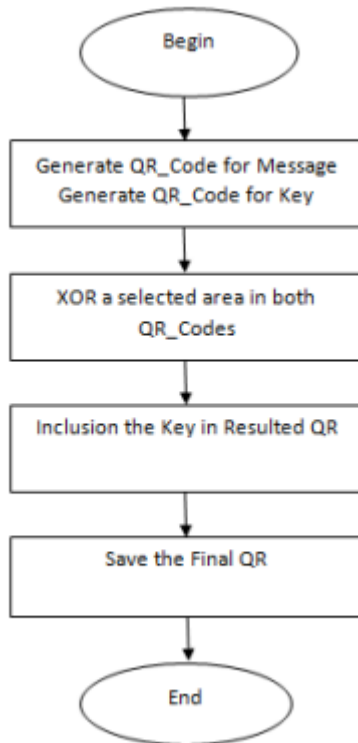 Begin
Generate QR_Code for Message
Generate QR_Code for Key
XOR a selected area in both
QR_Codes
Inclusion the Key in Resulted QR
Save the Final QR
End